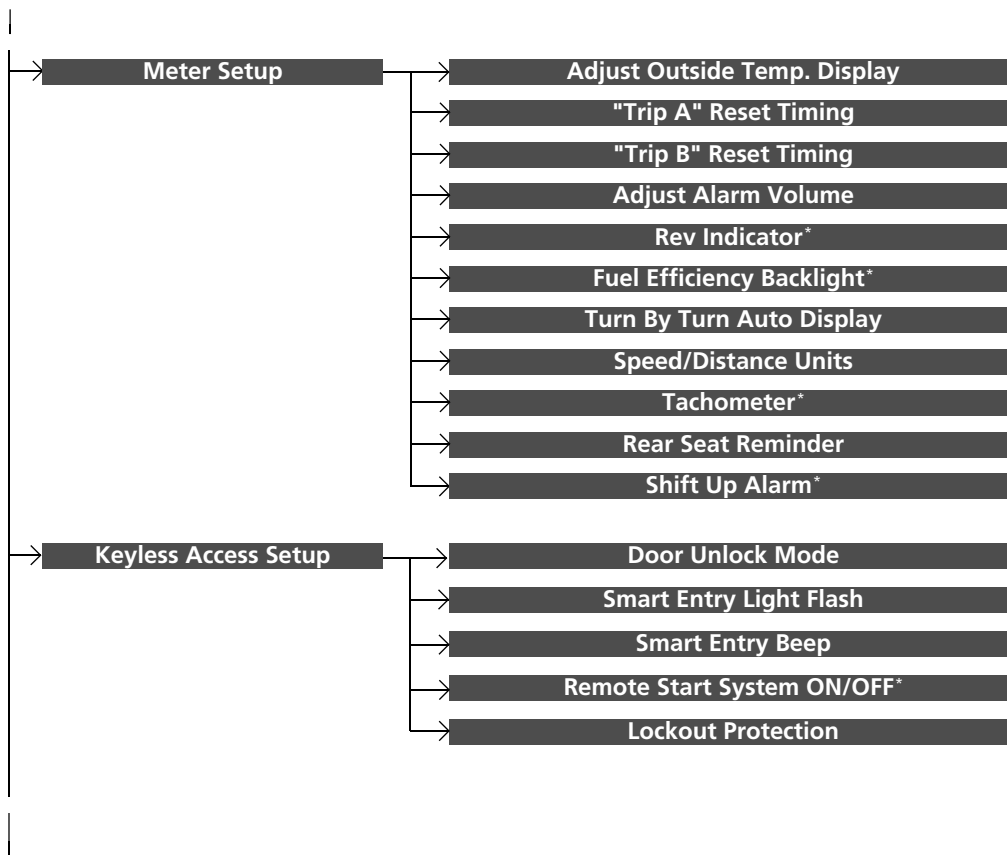 Meter Setup
Adjust Outside Temp. Display
"Trip A" Reset Timing
"Trip B" Reset Timing
Adjust Alarm Volume
Rev Indicator*
Fuel Efficiency Backlight*
Turn By Turn Auto Display
Speed/Distance Units
Tachometer*
Rear Seat Reminder
Shift Up Alarm*
Keyless Access Setup
Door Unlock Mode
Smart Entry Light Flash
Smart Entry Beep
Remote Start System ON/OFF*
Lockout Protection